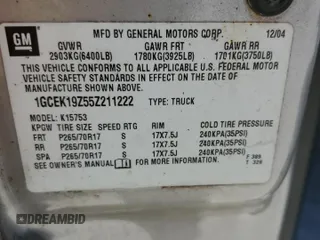 GM
MFD BY GENERAL MOTORS CORP. 12/04
GVWR GAWR FRT GAWR RR
2903KG(6400LB) 1780KG(3925LB) 1701KG(3750LB)
THIS VEHICLE CONFORMS TO ALL APPLICABLE U.S. FEDERAL
MOTOR VEHICLE SAFETY STANDARDS IN EFFECT ON THE DATE OF
MANUFACTURE SHOWN ABOVE.
1GCEK19Z55Z211222 TYPE: TRUCK
MODEL: K15753
KPGW TIRE SIZE SPEED RTG RIM COLD TIRE PRESSURE
FRT P265/70R17 S 17X7.5J 240KPA(35PSI)
RR P265/70R17 S 17X7.5J 240KPA(35PSI)
SPA P265/70R17 S 17X7.5J 240KPA(35PSI)
SEE OWNER'S MANUAL
F 385
T 328
DREAMBID